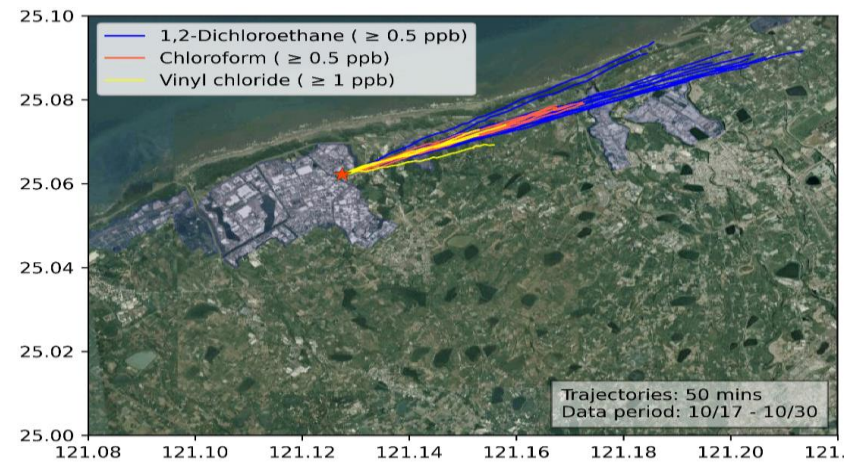 25.10
1,2-Dichloroethane ( ≥ 0.5 ppb)
Chloroform ( ≥ 0.5 ppb)
Vinyl chloride ( ≥ 1 ppb)
25.08
25.06
25.04
25.02
Trajectories: 50 mins
Data period: 10/17 - 10/30
25.00
121.08 121.10 121.12 121.14 121.16 121.18 121.20 121.